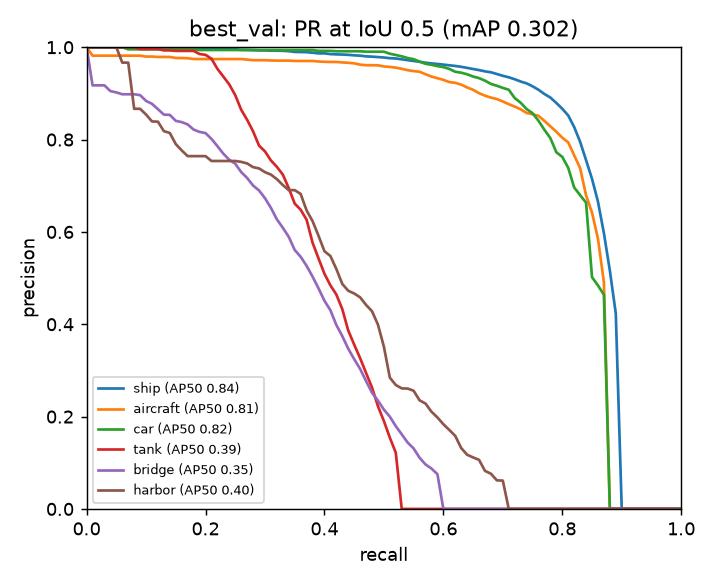 best_val: PR at IoU 0.5 (mAP 0.302)
1.0
0.8
0.6
0.4
0.2
0.0
precision
ship (AP50 0.84)
aircraft (AP50 0.81)
car (AP50 0.82)
tank (AP50 0.39)
bridge (AP50 0.35)
harbor (AP50 0.40)
0.0 0.2 0.4 0.6 0.8 1.0
recall